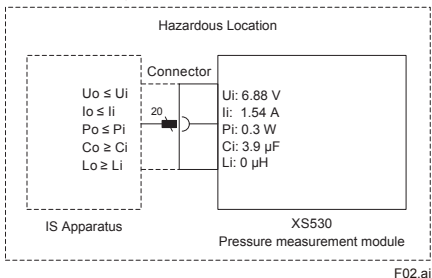 Hazardous Location
Connector
Uo ≤ Ui
Io ≤ Ii
Po ≤ Pi
Co ≥ Ci
Lo ≥ Li
20
Ui: 6.88 V
Ii: 1.54 A
Pi: 0.3 W
Ci: 3.9 µF
Li: 0 µH
IS Apparatus
XS530
Pressure measurement module
F02.ai